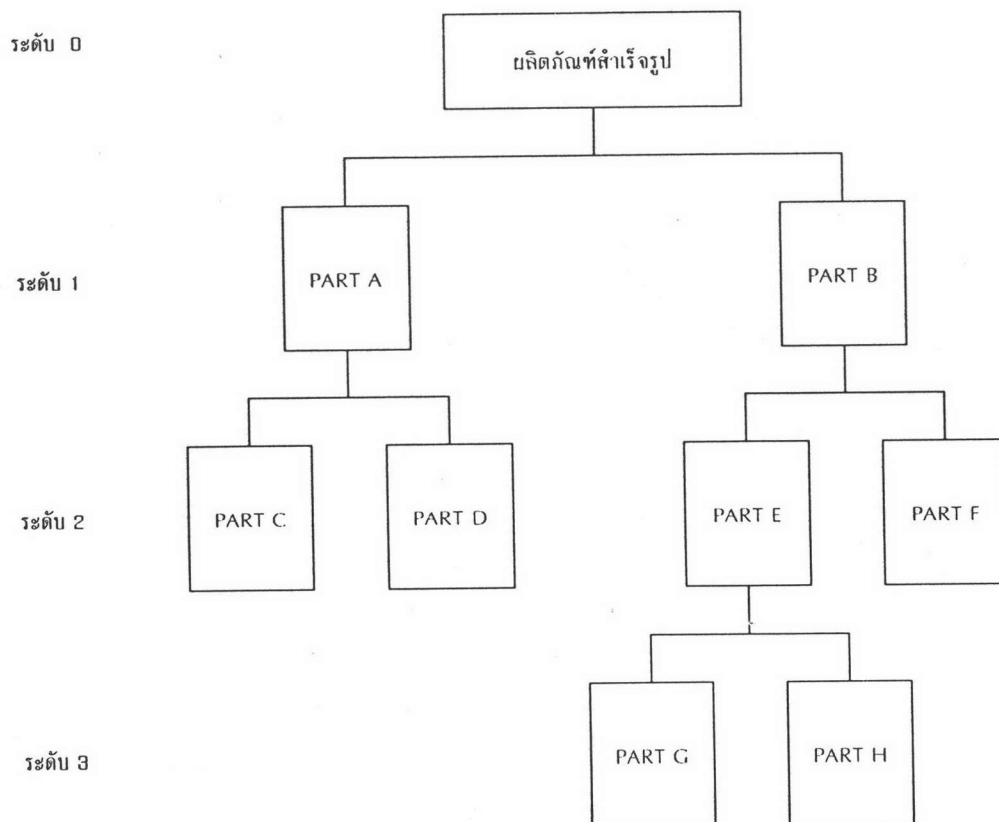 ระดับ 0
ผลิตภัณฑ์สำเร็จรูป
ระดับ 1
PART A
PART B
ระดับ 2
PART C
PART D
PART E
PART F
ระดับ 3
PART G
PART H